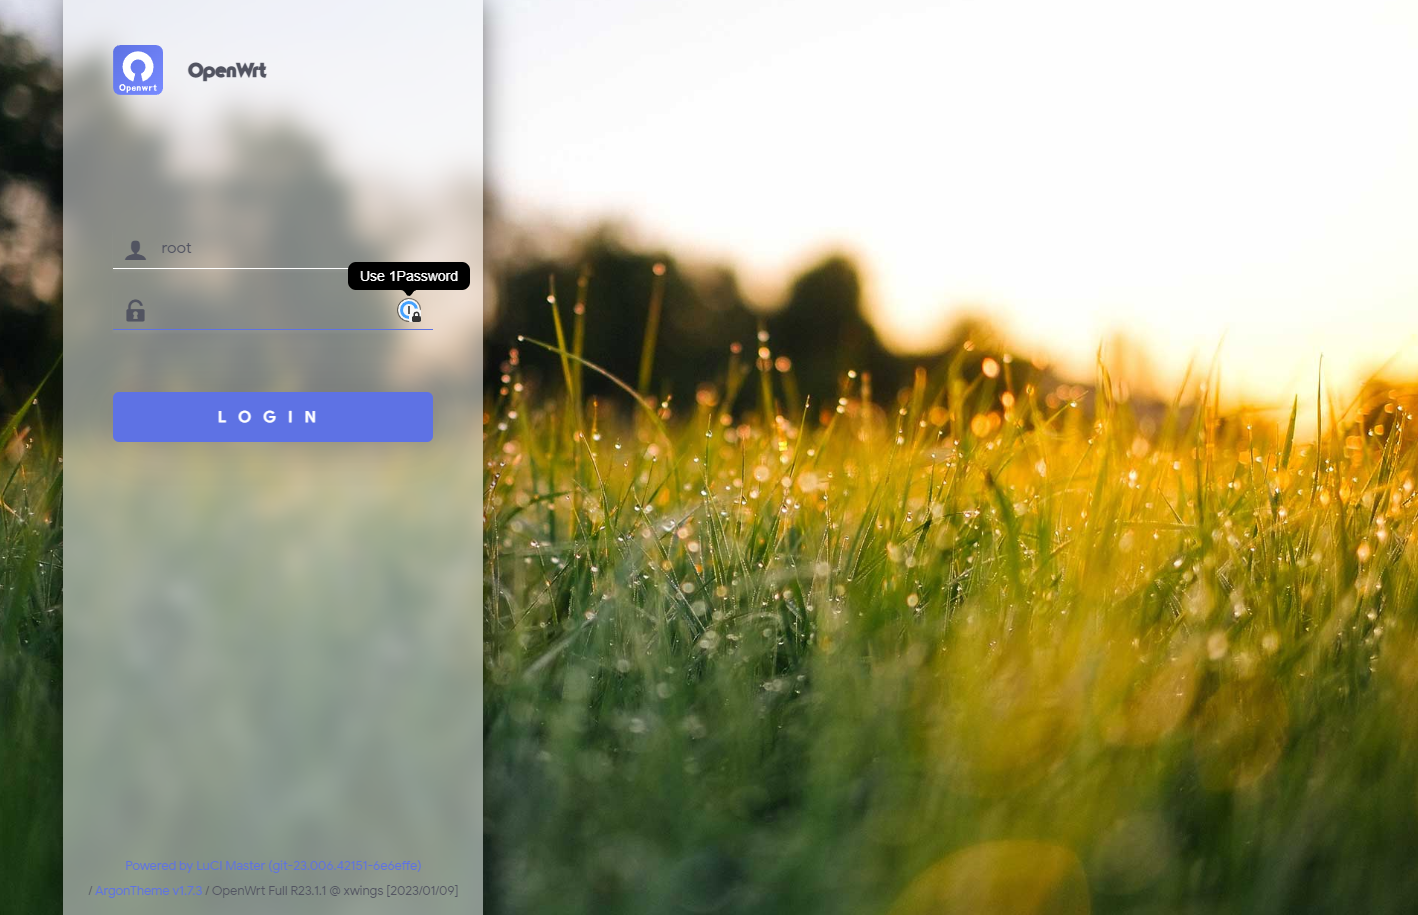 Openwrt
OpenWrt
root
Use 1Password
LOGIN
Powered by LuCI Master (git-23.006.42151-6e6effe)
/ ArgonTheme v1.7.3 / OpenWrt Full R23.1.1 @ xwings [2023/01/09]